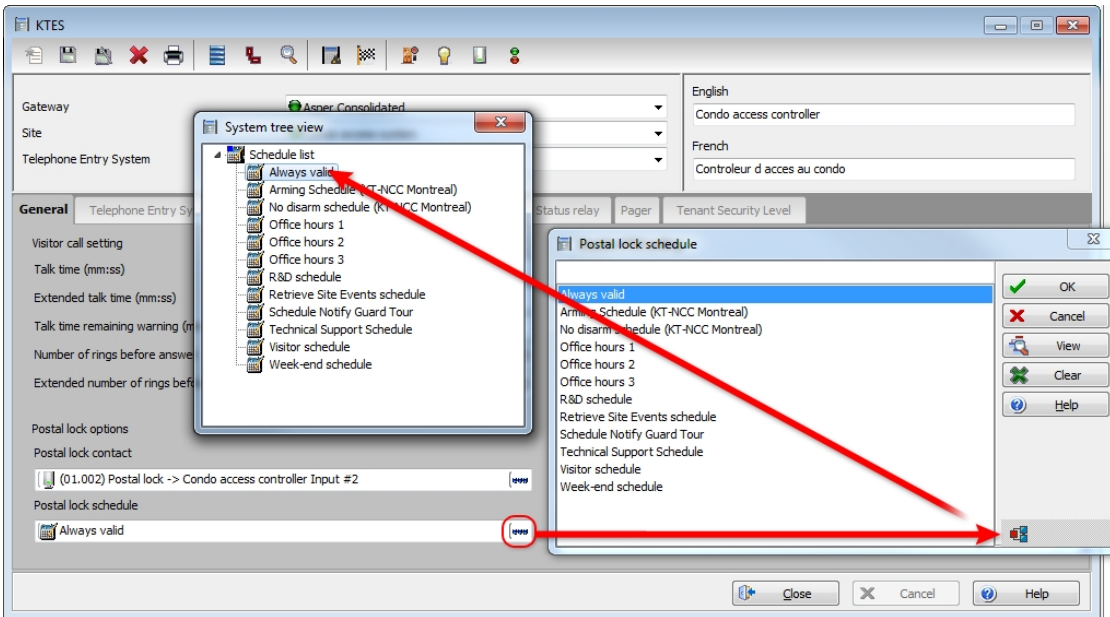 KTES
English
Gateway
Asper Consolidated
Condo access controller
Site
French
Telephone Entry System
Controleur d acces au condo
System tree view
Schedule list
Always valid
Arming Schedule (KT-NCC Montreal)
No disarm schedule (KT-NCC Montreal)
Office hours 1
Office hours 2
Office hours 3
R&D schedule
Retrieve Site Events schedule
Schedule Notify Guard Tour
Technical Support Schedule
Visitor schedule
Week-end schedule
General
Telephone Entry Sy
Status relay
Pager
Tenant Security Level
Visitor call setting
Talk time (mm:ss)
Extended talk time (mm:ss)
Talk time remaining warning (m
Number of rings before answe
Extended number of rings befo
Postal lock options
Postal lock contact
(01.002) Postal lock -> Condo access controller Input #2
Postal lock schedule
Always valid
Postal lock schedule
Always valid
Arming Schedule (KT-NCC Montreal)
No disarm schedule (KT-NCC Montreal)
Office hours 1
Office hours 2
Office hours 3
R&D schedule
Retrieve Site Events schedule
Schedule Notify Guard Tour
Technical Support Schedule
Visitor schedule
Week-end schedule
OK
Cancel
View
Clear
Help
Close
Cancel
Help